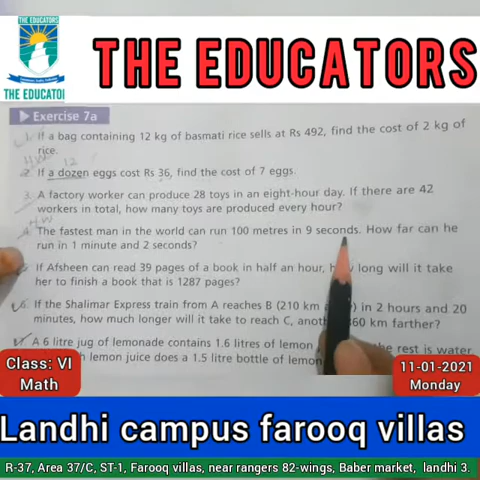 THE EDUCATORS
THE EDUCATOI
THE EDUCATORS
Exercise 7a
1. If a bag containing 12 kg of basmati rice sells at Rs 492, find the cost of 2 kg of
rice.
H.W
12
2. If a dozen eggs cost Rs 36, find the cost of 7 eggs.
3. A factory worker can produce 28 toys in an eight-hour day. If there are 42
workers in total, how many toys are produced every hour?
H.W
4. The fastest man in the world can run 100 metres in 9 seconds. How far can he
run in 1 minute and 2 seconds?
If Afsheen can read 39 pages of a book in half an hour, how long will it take
her to finish a book that is 1287 pages?
6. If the Shalimar Express train from A reaches B (210 km in 2 hours and 20
minutes, how much longer will it take to reach C, 360 km farther?
A 6 litre jug of lemonade contains 1.6 litres of lemon rest is water.
lemon juice does a 1.5 litre bottle of
Class: VI
Math
11-01-2021
Monday
Landhi campus farooq villas
R-37, Area 37/C, ST-1, Farooq villas, near rangers 82-wings, Baber market, landhi 3.